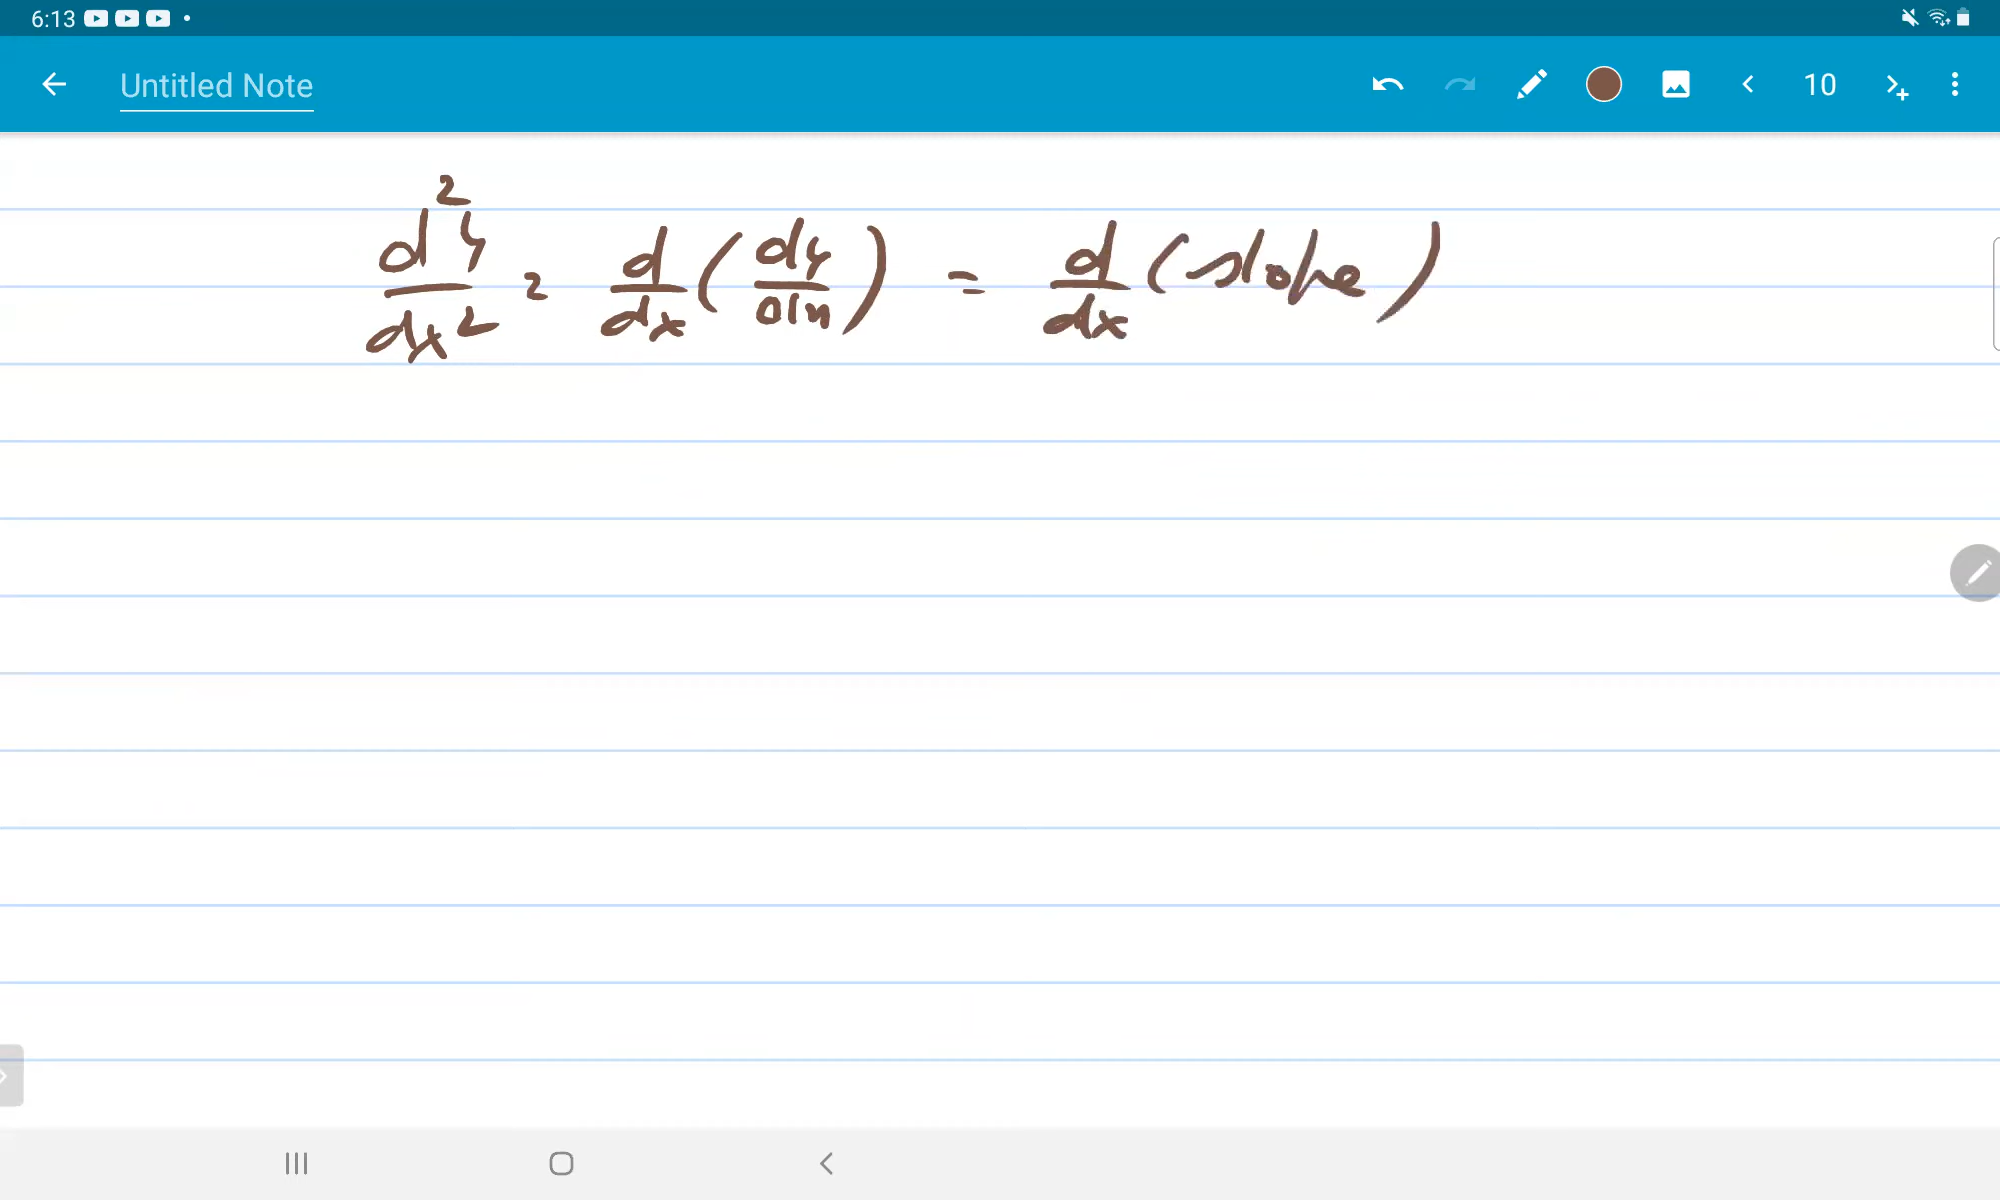 6:13
Untitled Note
10
d²y/dx² = d/dx (dy/dx) = d/dx (slope)